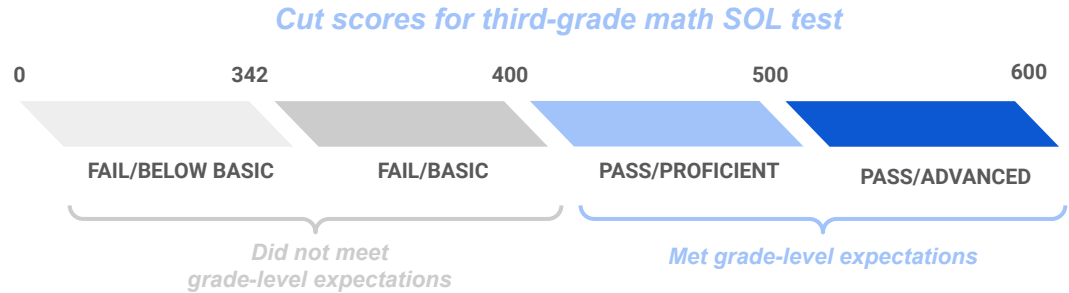 Cut scores for third-grade math SOL test
0 342 400 500 600
FAIL/BELOW BASIC FAIL/BASIC PASS/PROFICIENT PASS/ADVANCED
Did not meet
grade-level expectations
Met grade-level expectations